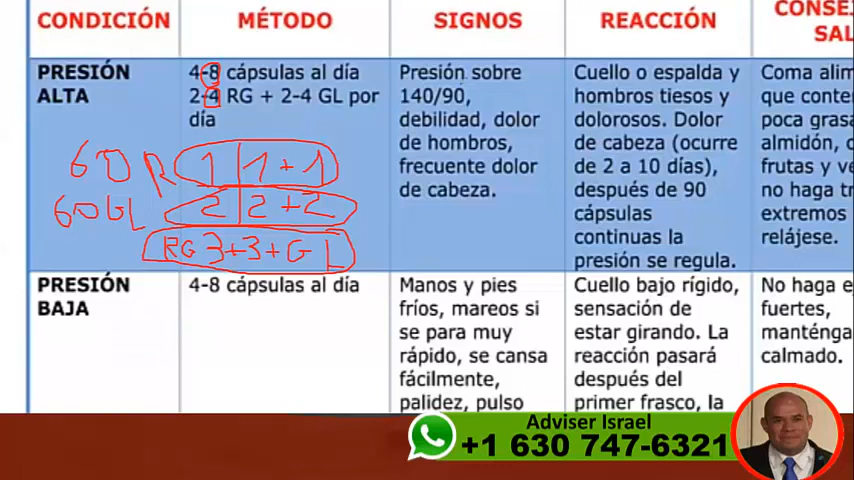 CONDICIÓN
MÉTODO
SIGNOS
REACCIÓN
CONSE
SAL
PRESIÓN
ALTA
4-8 cápsulas al día
2-4 RG + 2-4 GL por
día
60 R 1 1+1
60GL 2 2+2
RG 3+3+GL
Presión sobre
140/90,
debilidad, dolor
de hombros,
frecuente dolor
de cabeza.
Cuello o espalda y
hombros tiesos y
dolorosos. Dolor
de cabeza (ocurre
de 2 a 10 días),
después de 90
cápsulas
continuas la
presión se regula.
Coma alim
que conte
poca grasa
almidón, c
frutas y ve
no haga tr
extremos
relájese.
PRESIÓN
BAJA
4-8 cápsulas al día
Manos y pies
fríos, mareos si
se para muy
rápido, se cansa
fácilmente,
palidez, pulso
Cuello bajo rígido,
sensación de
estar girando. La
reacción pasará
después del
primer frasco, la
No haga e
fuertes,
manténga
calmado.
Adviser Israel
+1 630 747-6321